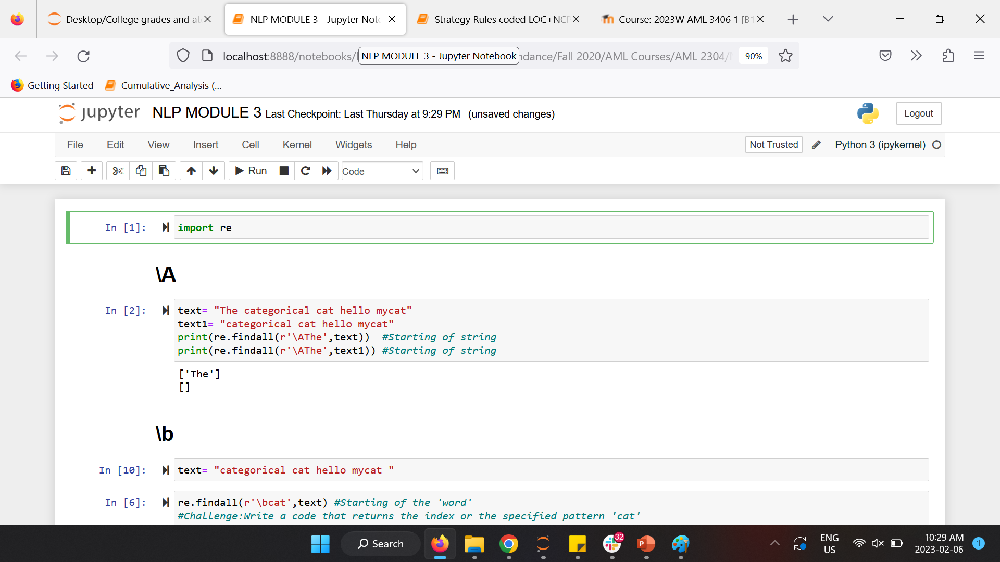 Desktop/College grades and at
NLP MODULE 3 - Jupyter Note
Strategy Rules coded LOC+NCP
Course: 2023W AML 3406 1 [B1
localhost:8888/notebooks/
NLP MODULE 3 - Jupyter Notebook
ndance/Fall 2020/AML Courses/AML 2304/
90%
Getting Started
Cumulative_Analysis (...
jupyter
NLP MODULE 3 Last Checkpoint: Last Thursday at 9:29 PM (unsaved changes)
Logout
File Edit View Insert Cell Kernel Widgets Help
Not Trusted
Python 3 (ipykernel)
Run
Code
In [1]:
import re
\A
In [2]:
text= "The categorical cat hello mycat"
text1= "categorical cat hello mycat"
print(re.findall(r'\AThe',text))  #Starting of string
print(re.findall(r'\AThe',text1)) #Starting of string
['The']
[]
\b
In [10]:
text= "categorical cat hello mycat "
In [6]:
re.findall(r'\bcat',text) #Starting of the 'word'
#Challenge:Write a code that returns the index or the specified pattern 'cat'
Search
32
P
ENG
US
10:29 AM
2023-02-06
1